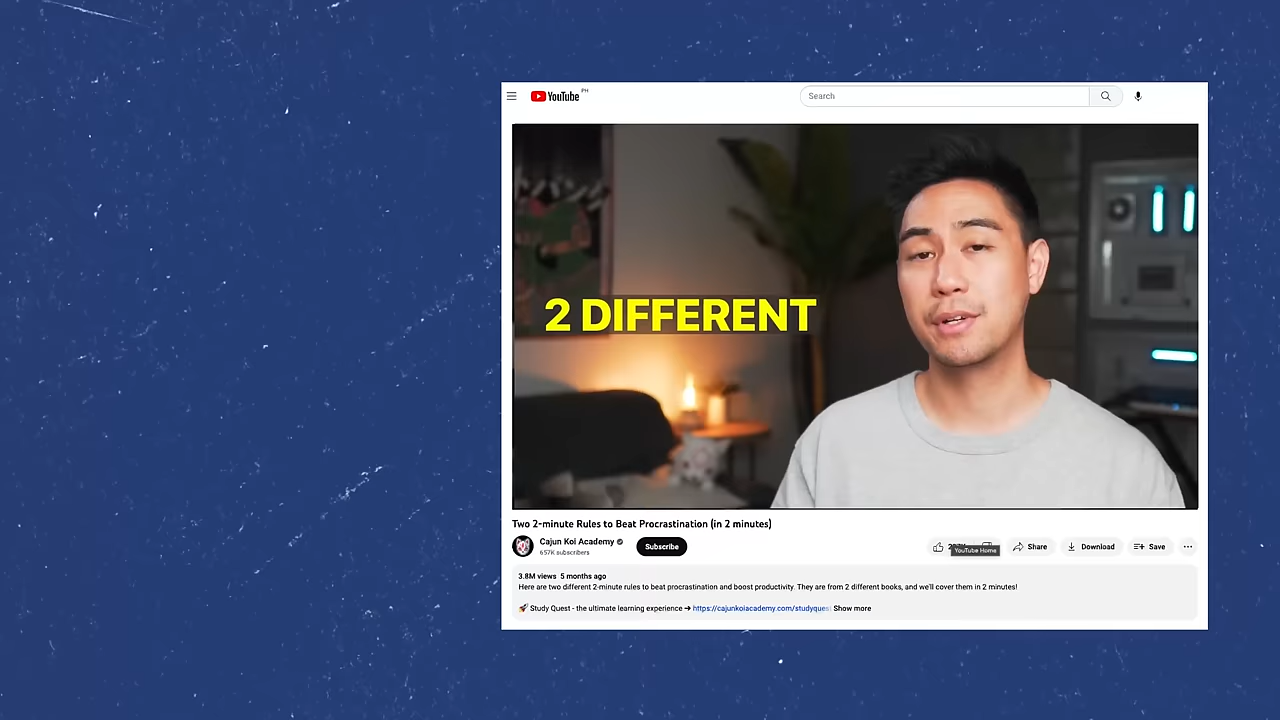 YouTube PH
Search
2 DIFFERENT
Two 2-minute Rules to Beat Procrastination (in 2 minutes)
Cajun Koi Academy
657K subscribers
Subscribe
YouTube Home
Share
Download
Save
3.8M views 5 months ago
Here are two different 2-minute rules to beat procrastination and boost productivity. They are from 2 different books, and we'll cover them in 2 minutes!
🚀 Study Quest - the ultimate learning experience ➜ https://cajunkoiacademy.com/studyques Show more